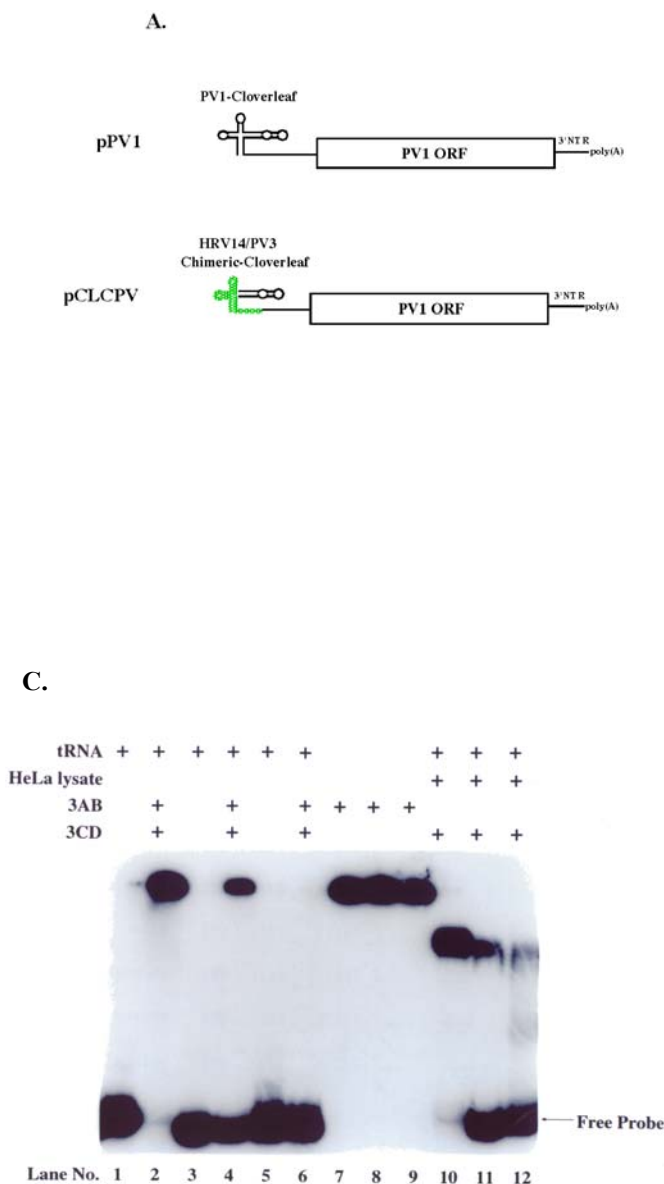 A.
PV1-Cloverleaf
pPV1
PV1 ORF
3'NTR
poly(A)
HRV14/PV3
Chimeric-Cloverleaf
pCLCPV
PV1 ORF
3'NTR
poly(A)
C.
tRNA + + + + + + + + +
HeLa lysate + + +
3AB + + + + + +
3CD + + + + + +
Free Probe
Lane No. 1 2 3 4 5 6 7 8 9 10 11 12